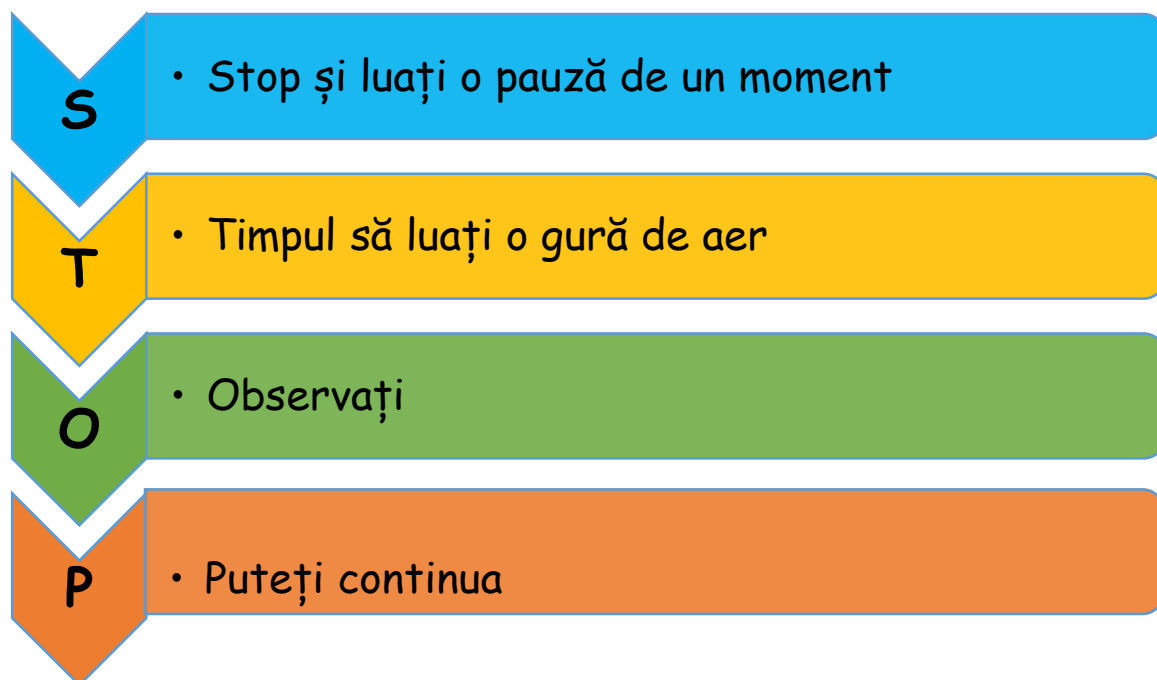 S
• Stop și luați o pauză de un moment
T
• Timpul să luați o gură de aer
O
• Observați
P
• Puteți continua